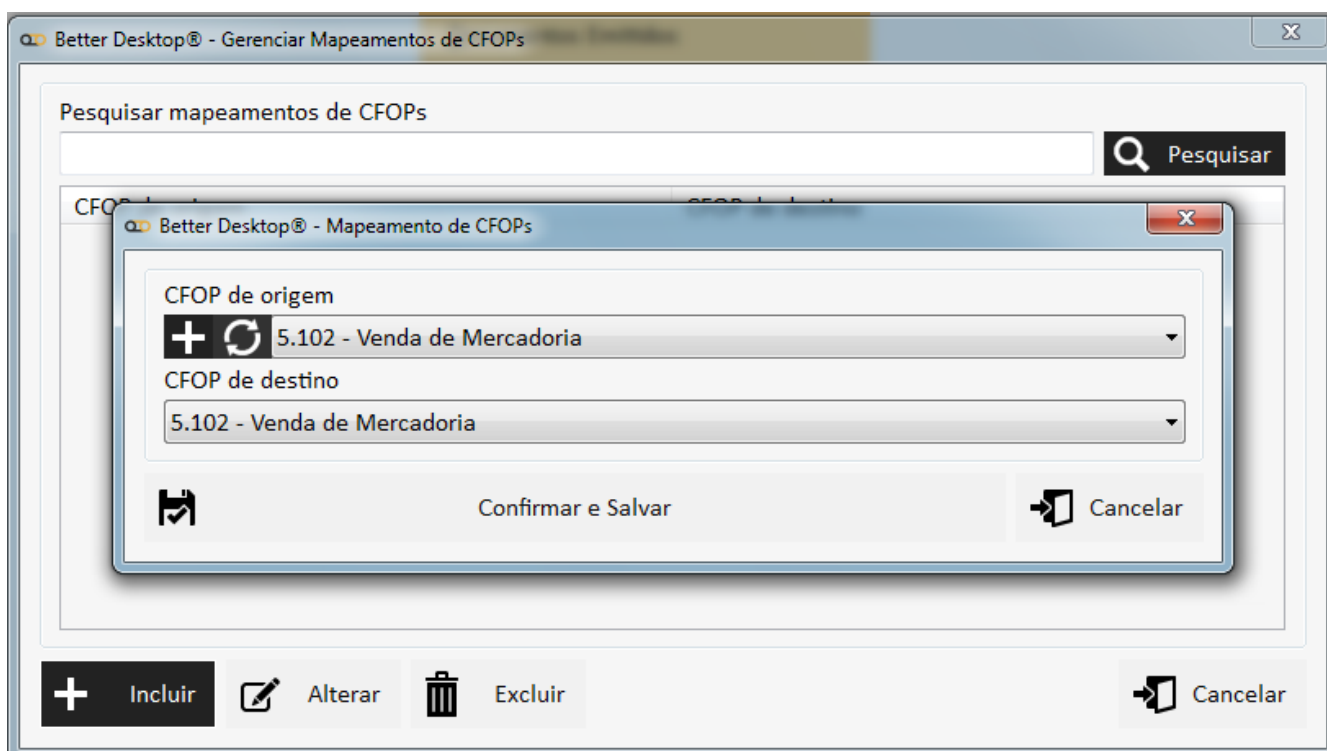 Better Desktop® - Gerenciar Mapeamentos de CFOPs
Pesquisar mapeamentos de CFOPs
Pesquisar
Better Desktop® - Mapeamento de CFOPs
CFOP de origem
5.102 - Venda de Mercadoria
CFOP de destino
5.102 - Venda de Mercadoria
Confirmar e Salvar
Cancelar
Incluir
Alterar
Excluir
Cancelar